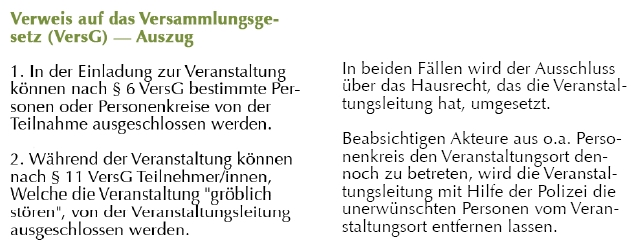 Verweis auf das Versammlungsge-
setz (VersG) — Auszug
1. In der Einladung zur Veranstaltung
können nach § 6 VersG bestimmte Per-
sonen oder Personenkreise von der
Teilnahme ausgeschlossen werden.
2. Während der Veranstaltung können
nach § 11 VersG Teilnehmer/innen,
Welche die Veranstaltung "gröblich
stören", von der Veranstaltungsleitung
ausgeschlossen werden.
In beiden Fällen wird der Ausschluss
über das Hausrecht, das die Veranstal-
tungsleitung hat, umgesetzt.
Beabsichtigen Akteure aus o.a. Perso-
nenkreis den Veranstaltungsort den-
noch zu betreten, wird die Veranstal-
tungsleitung mit Hilfe der Polizei die
unerwünschten Personen vom Veran-
staltungsort entfernen lassen.